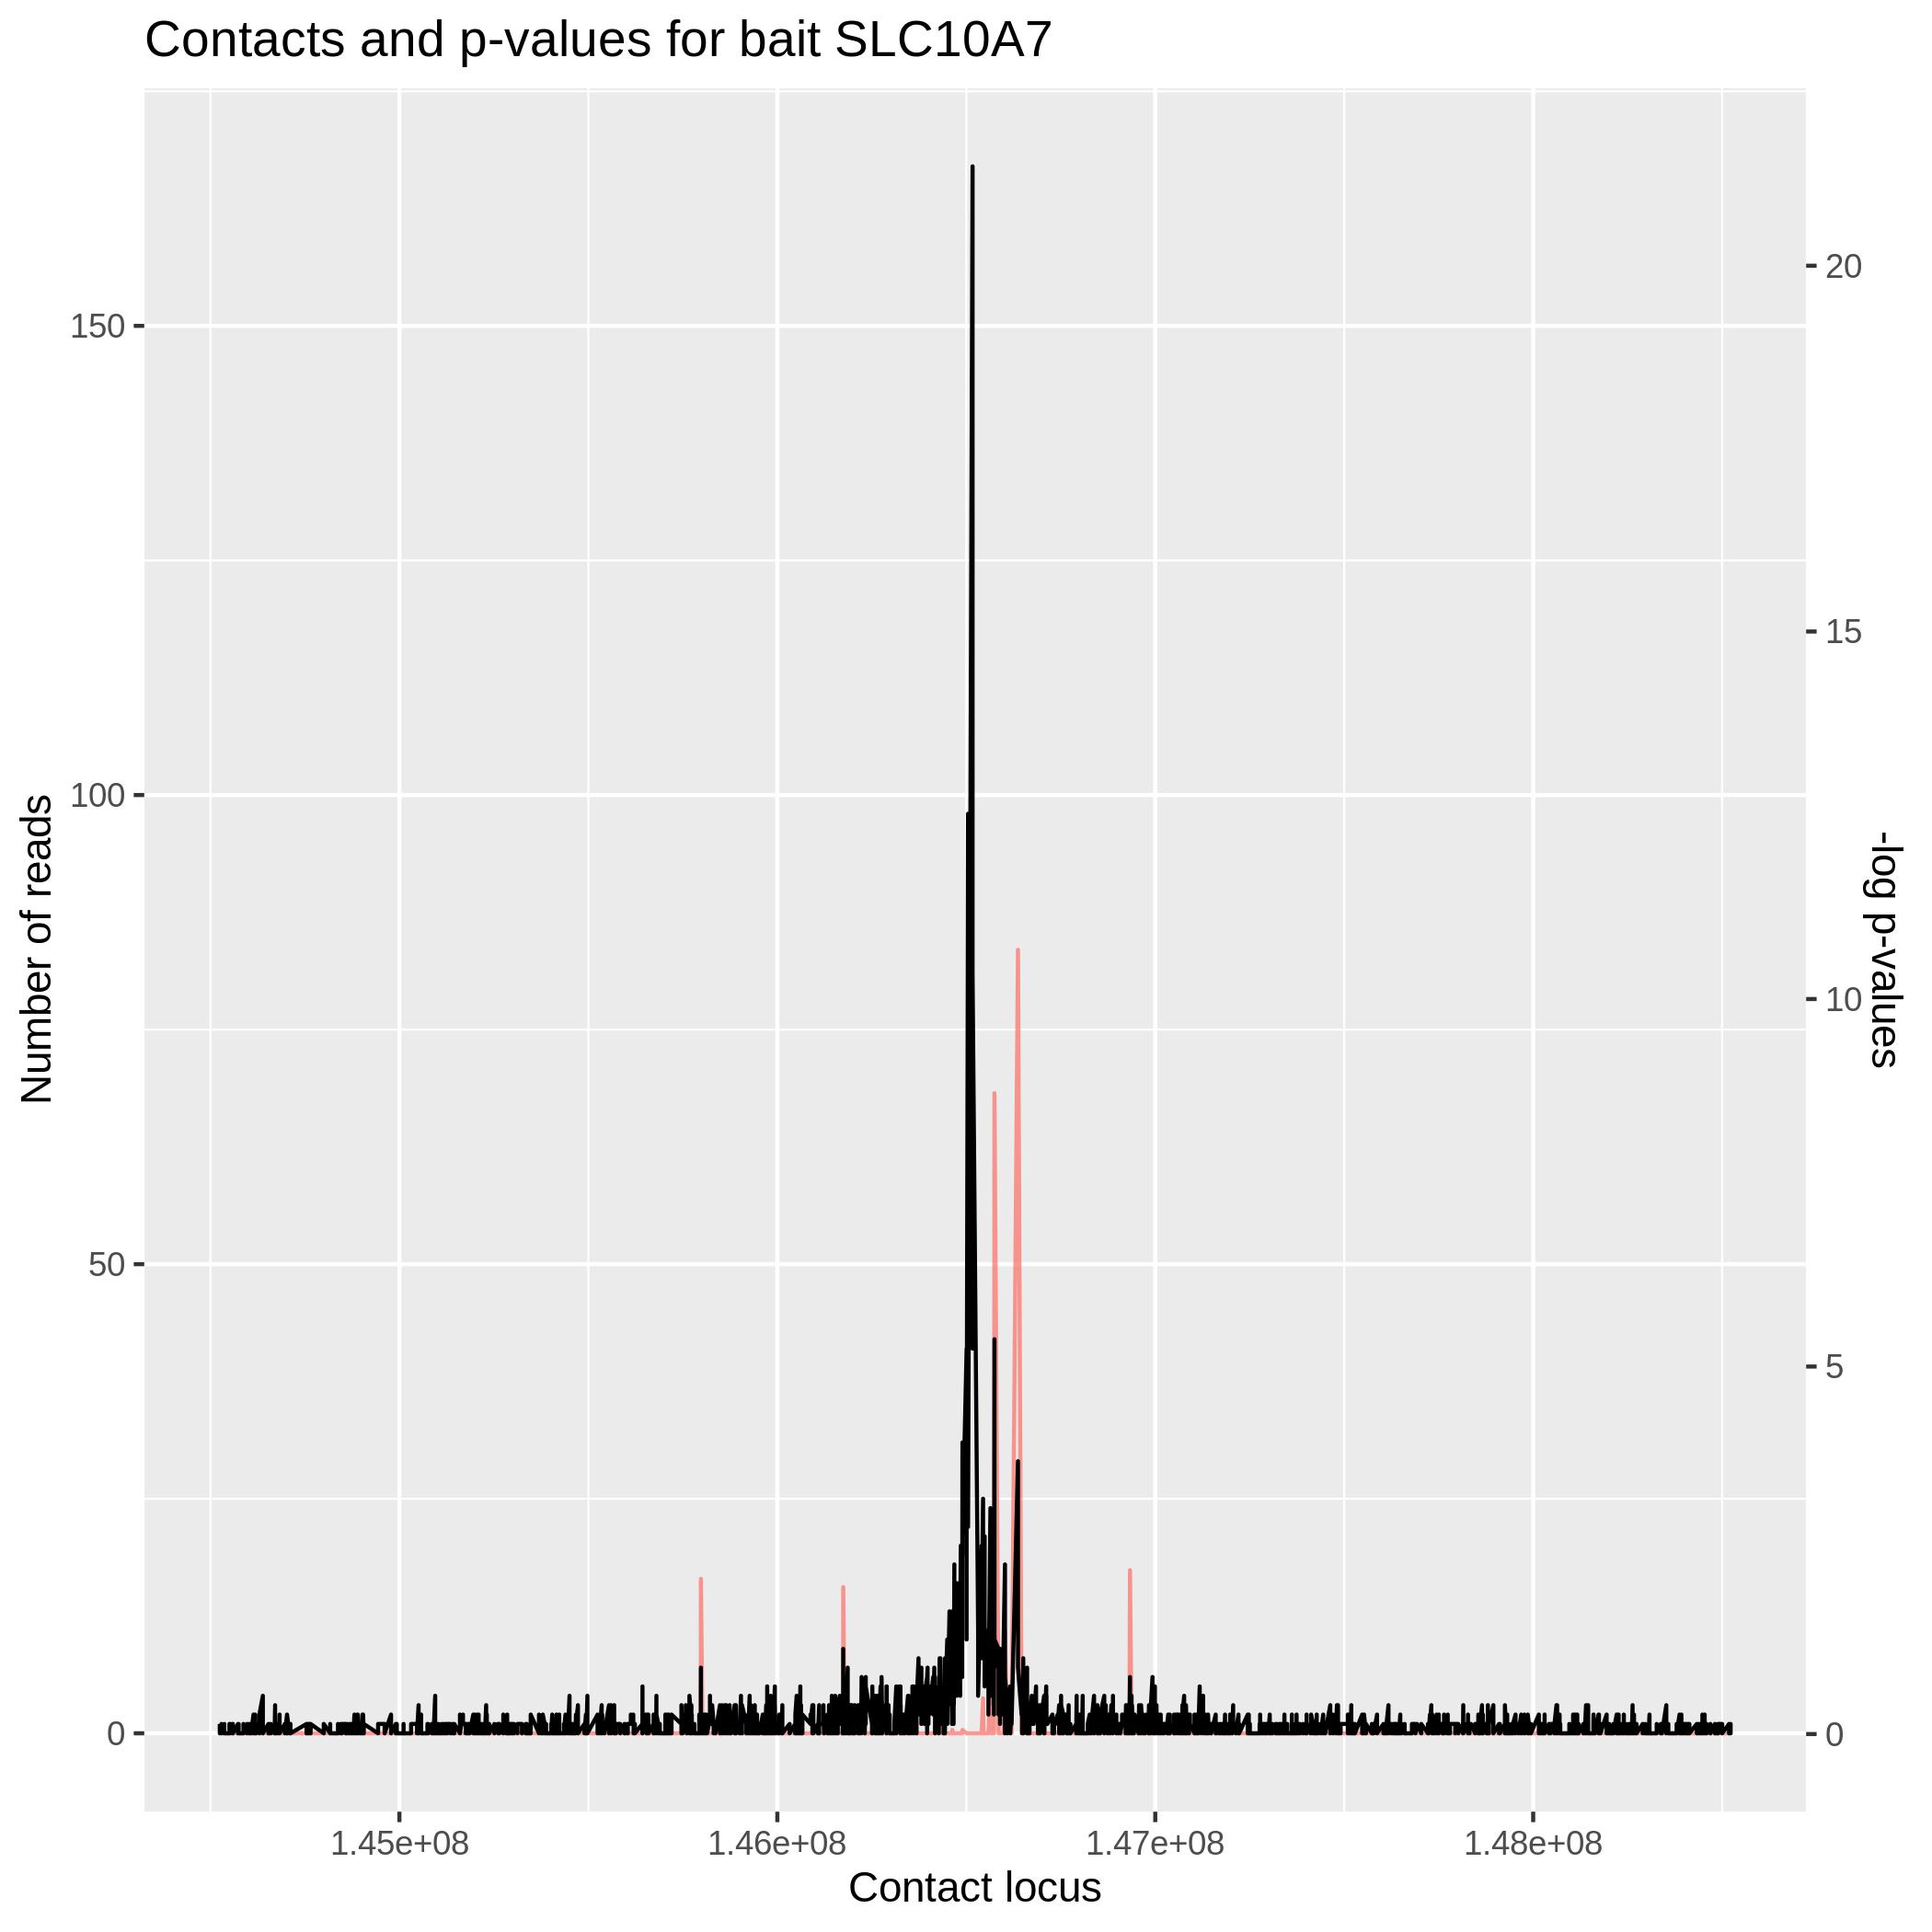 Contacts and p-values for bait SLC10A7
Number of reads
150
100
50
0
20
15
10
5
0
-log p-values
1.45e+08
1.46e+08
1.47e+08
1.48e+08
Contact locus